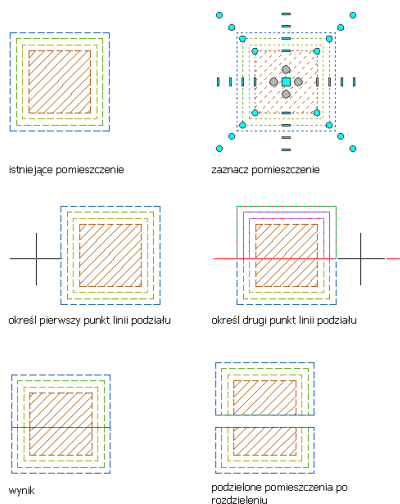 istniejące pomieszczenie
zaznacz pomieszczenie
określ pierwszy punkt linii podziału
określ drugi punkt linii podziału
wynik
podzielone pomieszczenia po
rozdzieleniu